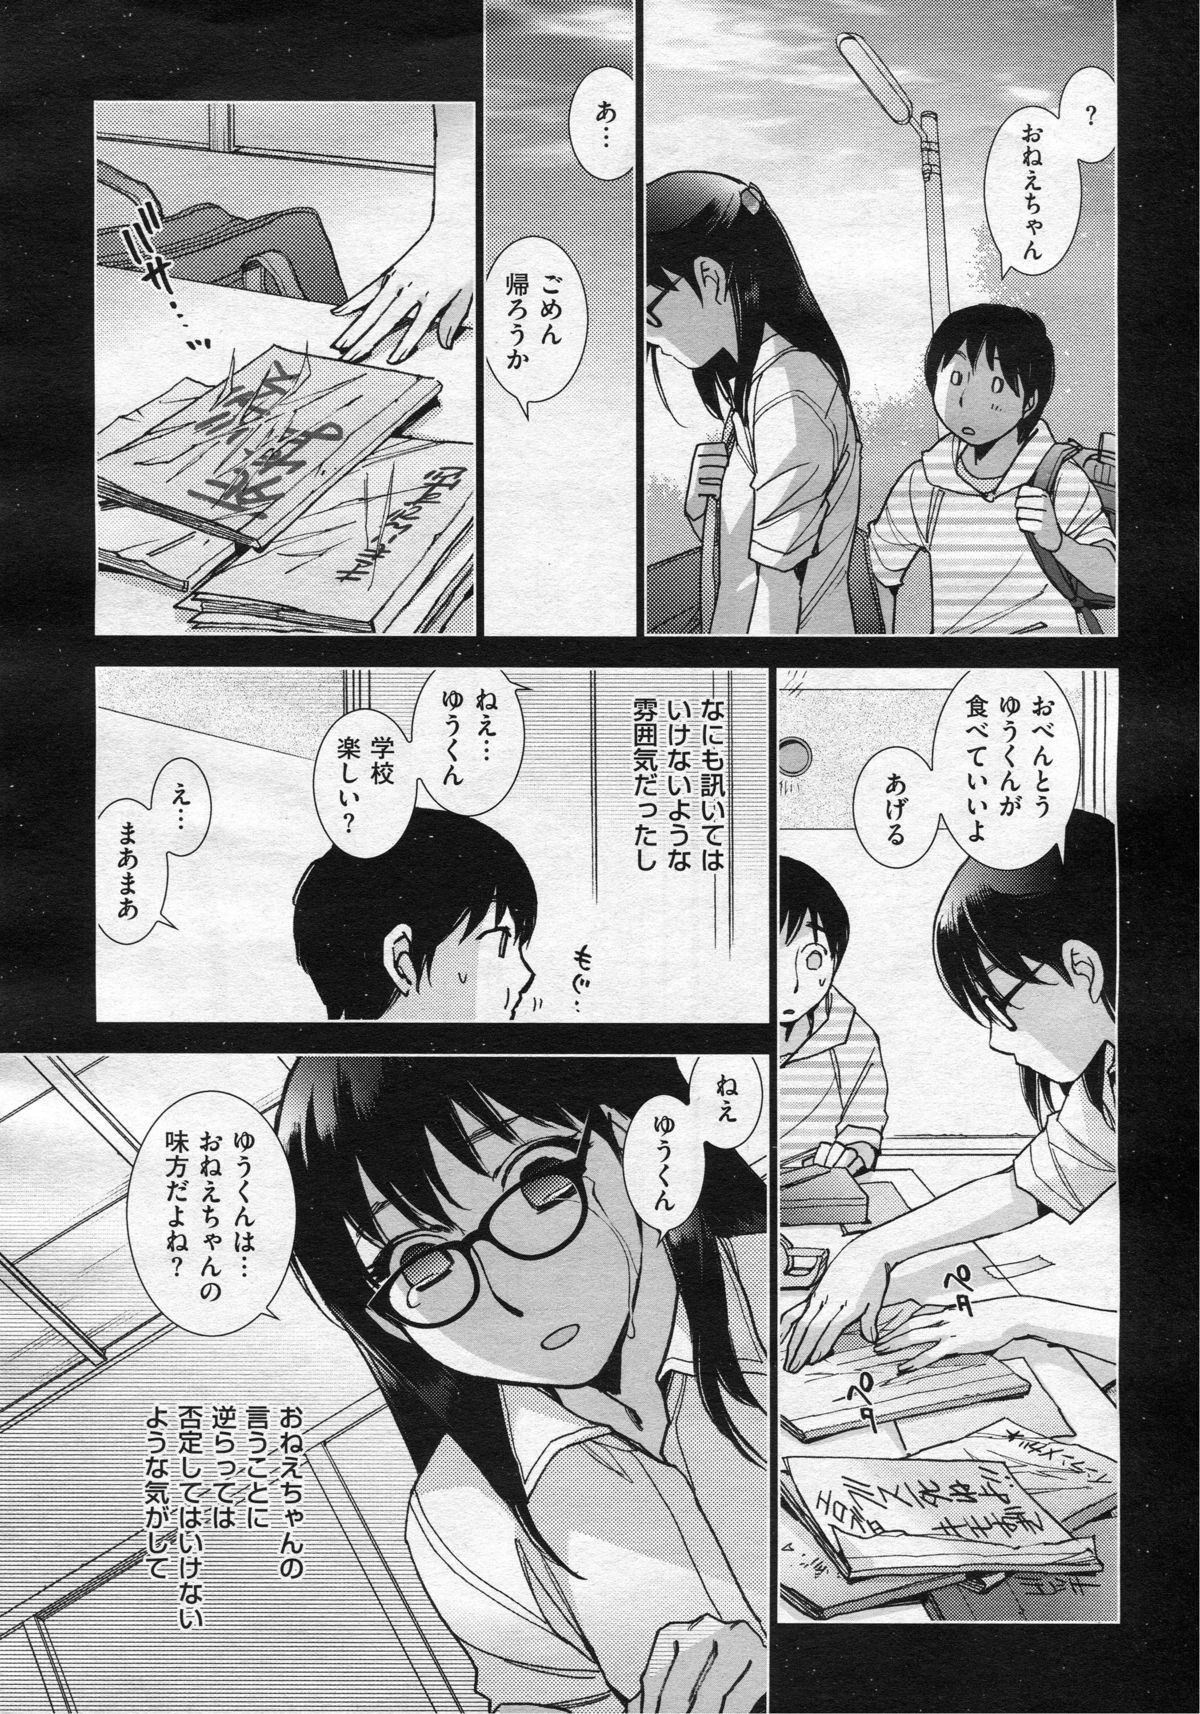 ?
おねえちゃん
あ…
ごめん
帰ろうか
バサ…
おべんとう
ゆうくんが
食べていいよ
あげる
ペタ
ペタ
なにも訊いては
いけないような
雰囲気だったし
ねえ…
ゆうくん
学校
楽しい?
もぐ…
え…
まあまあ
ねえ
ゆうくん
ゆうくんは…
おねえちゃんの
味方だよね?
おねえちゃんの
言うことに
逆らっては
否定してはいけない
ような気がして